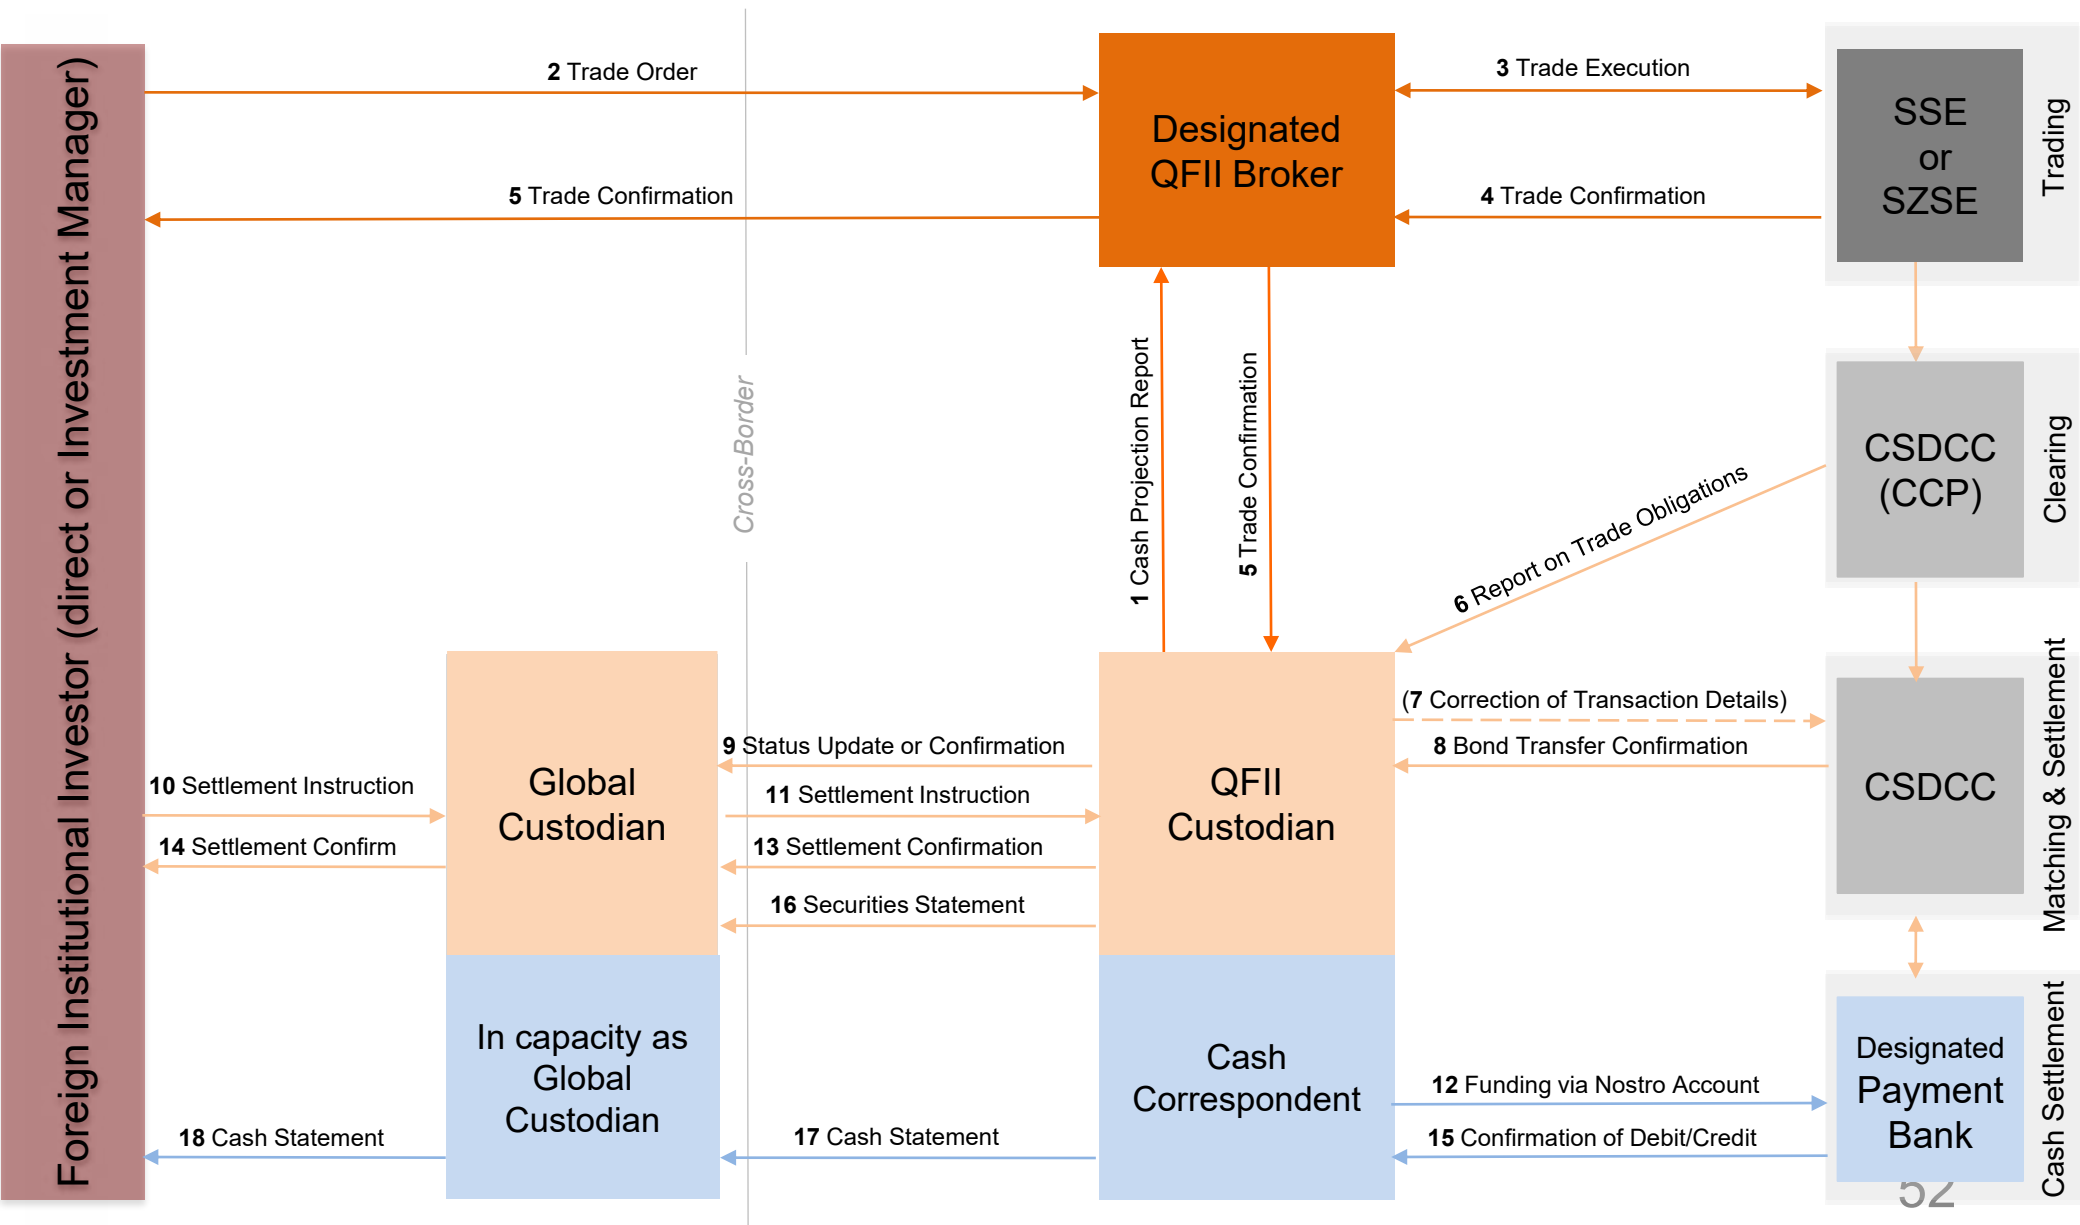 Foreign Institutional Investor (direct or Investment Manager)
2 Trade Order
5 Trade Confirmation
Cross-Border
Designated
QFII Broker
3 Trade Execution
4 Trade Confirmation
SSE
or
SZSE
Trading
1 Cash Projection Report
5 Trade Confirmation
6 Report on Trade Obligations
CSDCC
(CCP)
Clearing
10 Settlement Instruction
14 Settlement Confirm
Global
Custodian
9 Status Update or Confirmation
11 Settlement Instruction
13 Settlement Confirmation
16 Securities Statement
QFII
Custodian
(7 Correction of Transaction Details)
8 Bond Transfer Confirmation
CSDCC
Matching & Settlement
18 Cash Statement
In capacity as
Global
Custodian
17 Cash Statement
Cash
Correspondent
12 Funding via Nostro Account
15 Confirmation of Debit/Credit
Designated
Payment
Bank
Cash Settlement
52